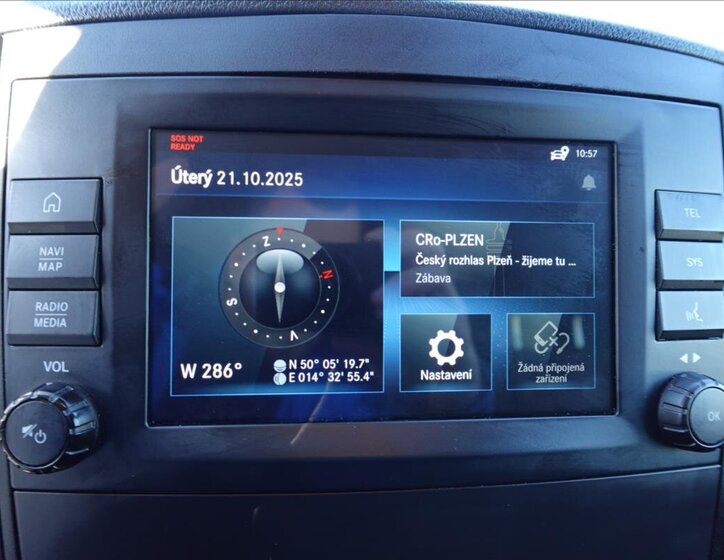 SOS NOT
READY
10:57
Úterý 21.10.2025
Z
N
S
V
W 286°
N 50° 05' 19.7"
E 014° 32' 55.4"
CRo-PLZEN
Český rozhlas Plzeň - žijeme tu ...
Zábava
Nastavení
Žádná připojená
zařízení
NAVI
MAP
RADIO
MEDIA
VOL
TEL
SYS
OK